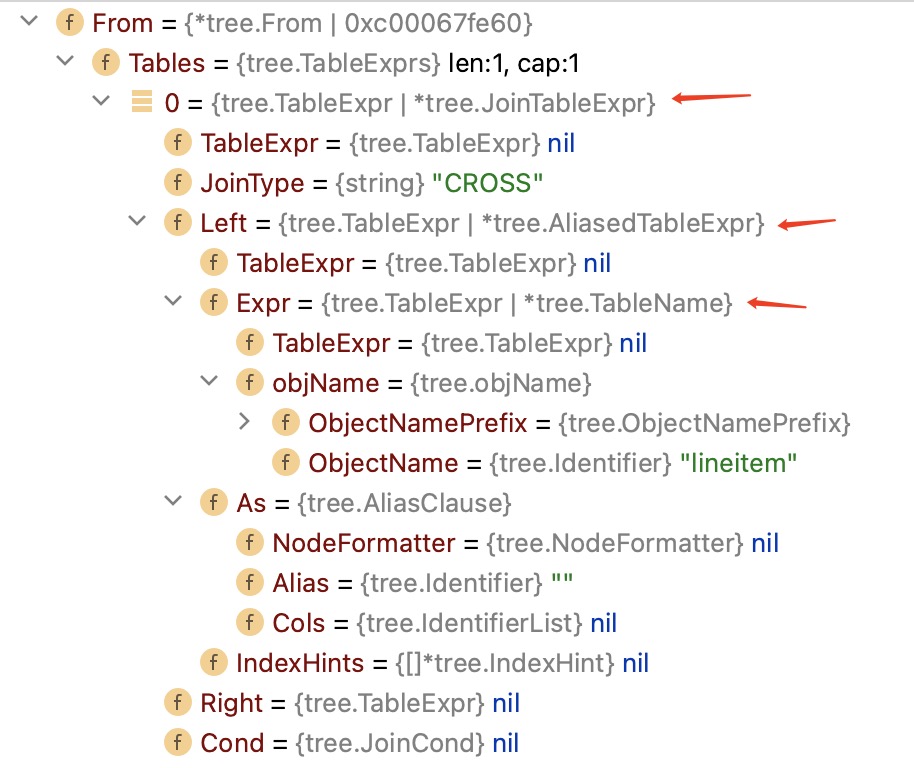 f From = {*tree.From | 0xc00067fe60}
f Tables = {tree.TableExprs} len:1, cap:1
0 = {tree.TableExpr | *tree.JoinTableExpr}
f TableExpr = {tree.TableExpr} nil
f JoinType = {string} "CROSS"
f Left = {tree.TableExpr | *tree.AliasedTableExpr}
f TableExpr = {tree.TableExpr} nil
f Expr = {tree.TableExpr | *tree.TableName}
f TableExpr = {tree.TableExpr} nil
f objName = {tree.objName}
f ObjectNamePrefix = {tree.ObjectNamePrefix}
f ObjectName = {tree.Identifier} "lineitem"
f As = {tree.AliasClause}
f NodeFormatter = {tree.NodeFormatter} nil
f Alias = {tree.Identifier} ""
f Cols = {tree.IdentifierList} nil
f IndexHints = {[]*tree.IndexHint} nil
f Right = {tree.TableExpr} nil
f Cond = {tree.JoinCond} nil